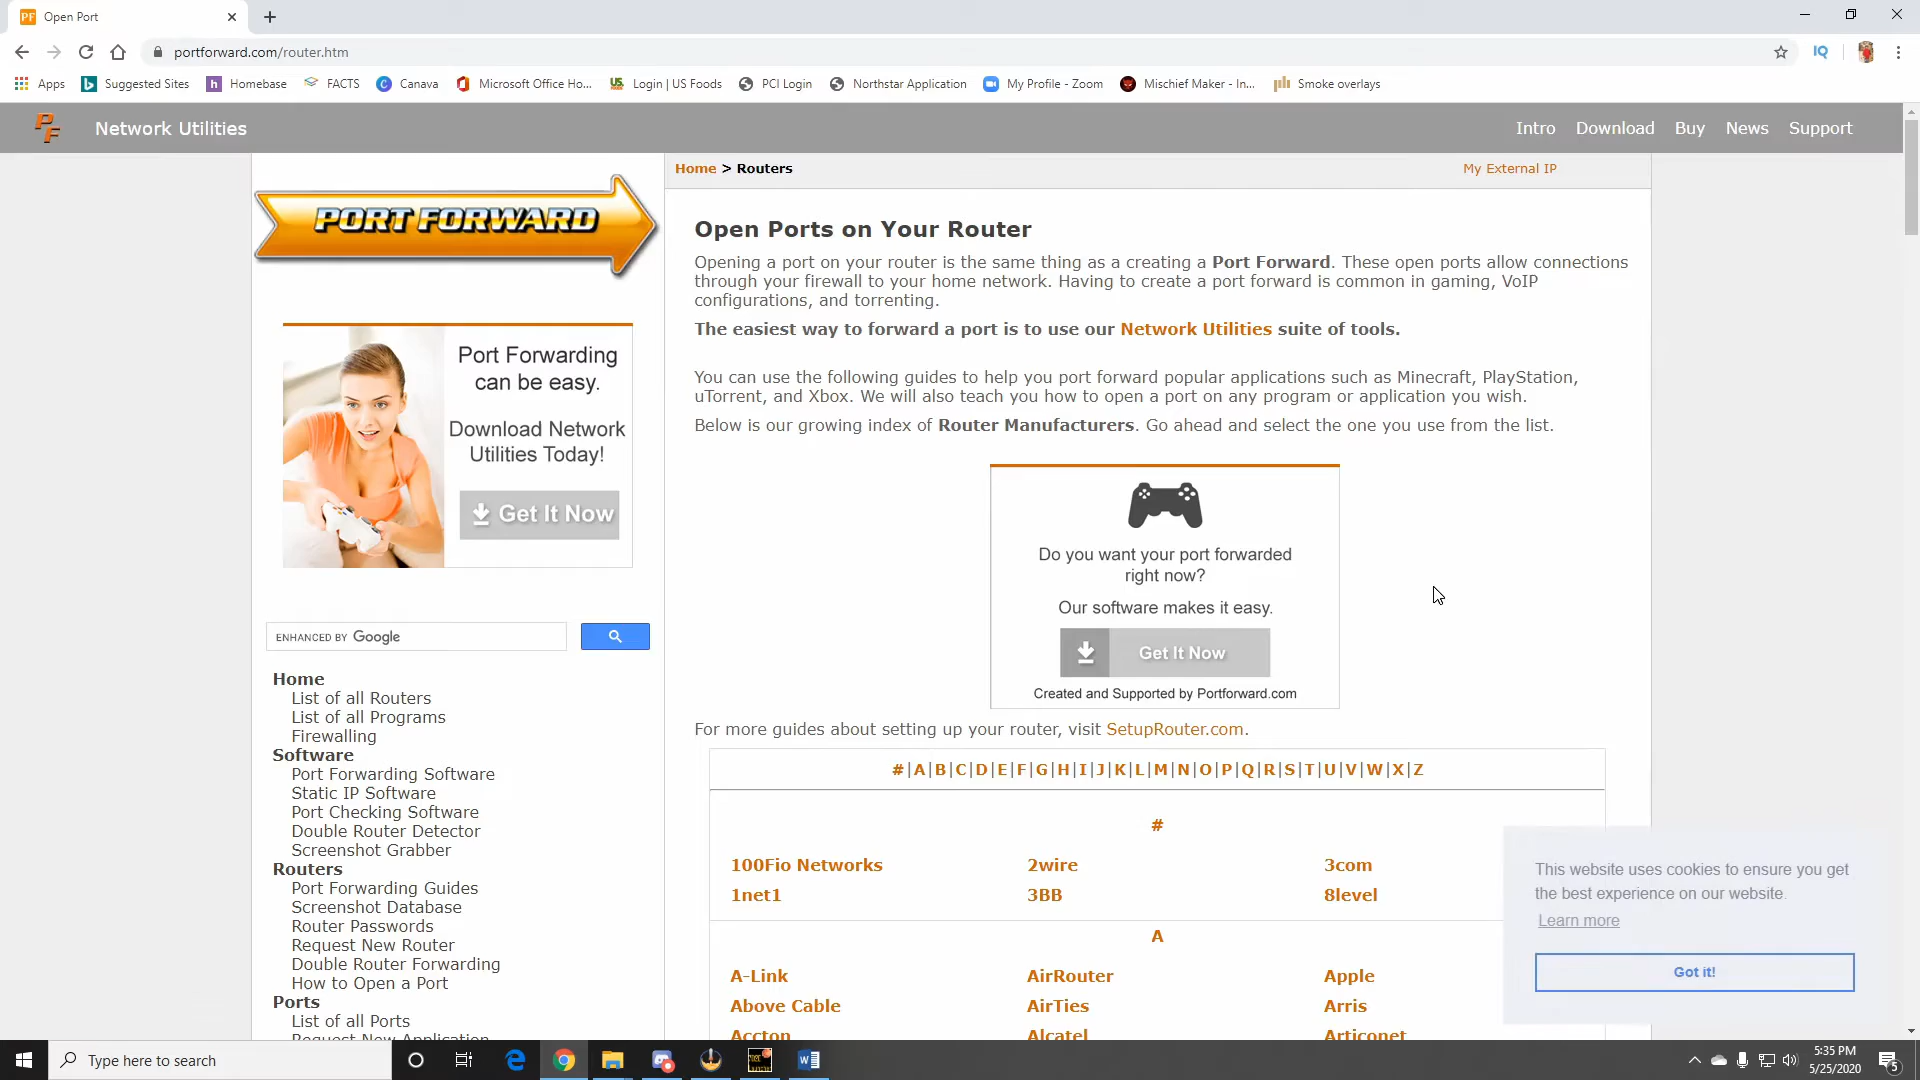 PF Open Port
portforward.com/router.htm
IQ
Apps
Suggested Sites
Homebase
FACTS
Canava
Microsoft Office Ho...
Login | US Foods
PCI Login
Northstar Application
My Profile - Zoom
Mischief Maker - In...
Smoke overlays
PF
Network Utilities
Intro
Download
Buy
News
Support
PORT FORWARD
Port Forwarding
can be easy.
Download Network
Utilities Today!
Get It Now
ENHANCED BY Google
Home
List of all Routers
List of all Programs
Firewalling
Software
Port Forwarding Software
Static IP Software
Port Checking Software
Double Router Detector
Screenshot Grabber
Routers
Port Forwarding Guides
Screenshot Database
Router Passwords
Request New Router
Double Router Forwarding
How to Open a Port
Ports
List of all Ports
Request New Application
Home > Routers
My External IP
Open Ports on Your Router
Opening a port on your router is the same thing as a creating a Port Forward. These open ports allow connections
through your firewall to your home network. Having to create a port forward is common in gaming, VoIP
configurations, and torrenting.
The easiest way to forward a port is to use our Network Utilities suite of tools.
You can use the following guides to help you port forward popular applications such as Minecraft, PlayStation,
uTorrent, and Xbox. We will also teach you how to open a port on any program or application you wish.
Below is our growing index of Router Manufacturers. Go ahead and select the one you use from the list.
Do you want your port forwarded
right now?
Our software makes it easy.
Get It Now
Created and Supported by Portforward.com
For more guides about setting up your router, visit SetupRouter.com.
#|A|B|C|D|E|F|G|H|I|J|K|L|M|N|O|P|Q|R|S|T|U|V|W|X|Z
#
100Fio Networks 2wire 3com
1net1 3BB 8level
A
A-Link AirRouter Apple
Above Cable AirTies Arris
Accton Alcatel Articonet
This website uses cookies to ensure you get
the best experience on our website.
Learn more
Got it!
Type here to search
5:35 PM
5/25/2020
5